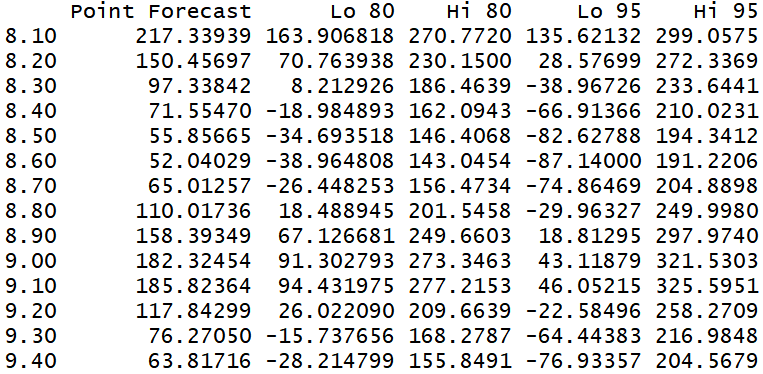 Point Forecast Lo 80 Hi 80 Lo 95 Hi 95
8.10 217.33939 163.906818 270.7720 135.62132 299.0575
8.20 150.45697 70.763938 230.1500 28.57699 272.3369
8.30 97.33842 8.212926 186.4639 -38.96726 233.6441
8.40 71.55470 -18.984893 162.0943 -66.91366 210.0231
8.50 55.85665 -34.693518 146.4068 -82.62788 194.3412
8.60 52.04029 -38.964808 143.0454 -87.14000 191.2206
8.70 65.01257 -26.448253 156.4734 -74.86469 204.8898
8.80 110.01736 18.488945 201.5458 -29.96327 249.9980
8.90 158.39349 67.126681 249.6603 18.81295 297.9740
9.00 182.32454 91.302793 273.3463 43.11879 321.5303
9.10 185.82364 94.431975 277.2153 46.05215 325.5951
9.20 117.84299 26.022090 209.6639 -22.58496 258.2709
9.30 76.27050 -15.737656 168.2787 -64.44383 216.9848
9.40 63.81716 -28.214799 155.8491 -76.93357 204.5679